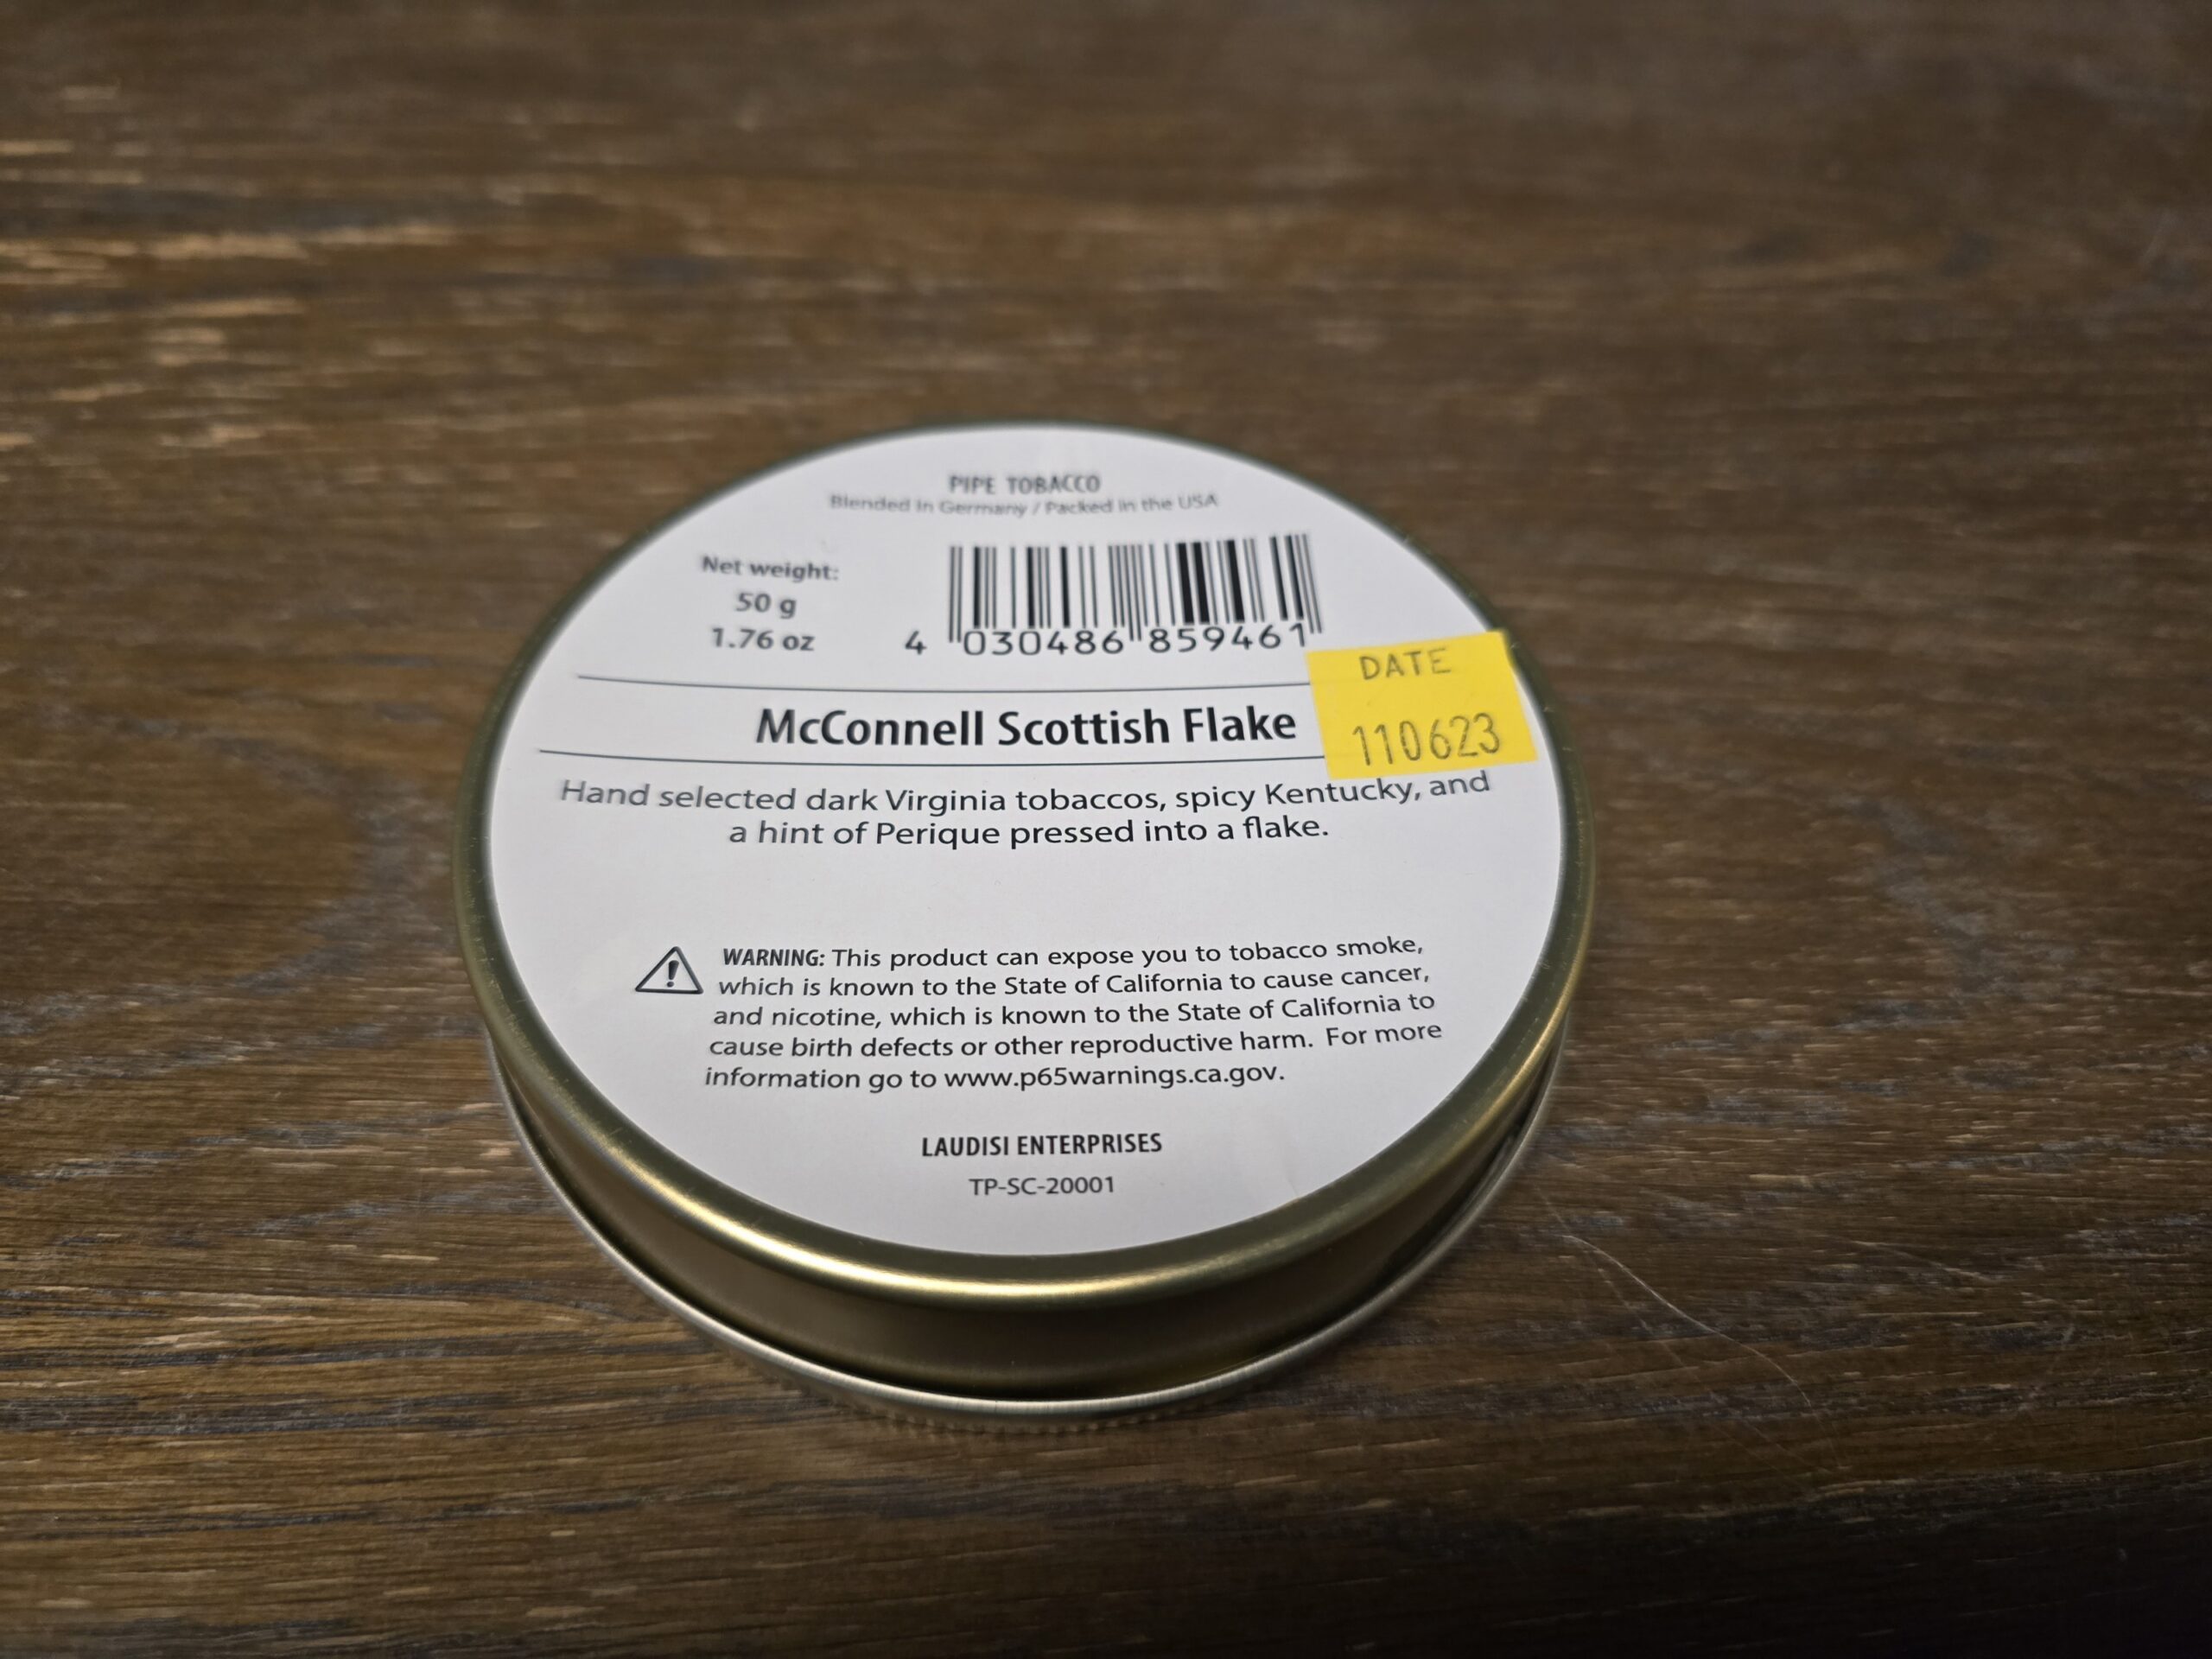 PIPE TOBACCO
Blended in Germany / Packed in the USA
Net weight:
50 g
1.76 oz
4 030486 859461
McConnell Scottish Flake
DATE
110623
Hand selected dark Virginia tobaccos, spicy Kentucky, and
a hint of Perique pressed into a flake.
WARNING: This product can expose you to tobacco smoke,
which is known to the State of California to cause cancer,
and nicotine, which is known to the State of California to
cause birth defects or other reproductive harm. For more
information go to www.p65warnings.ca.gov.
LAUDISI ENTERPRISES
TP-SC-20001